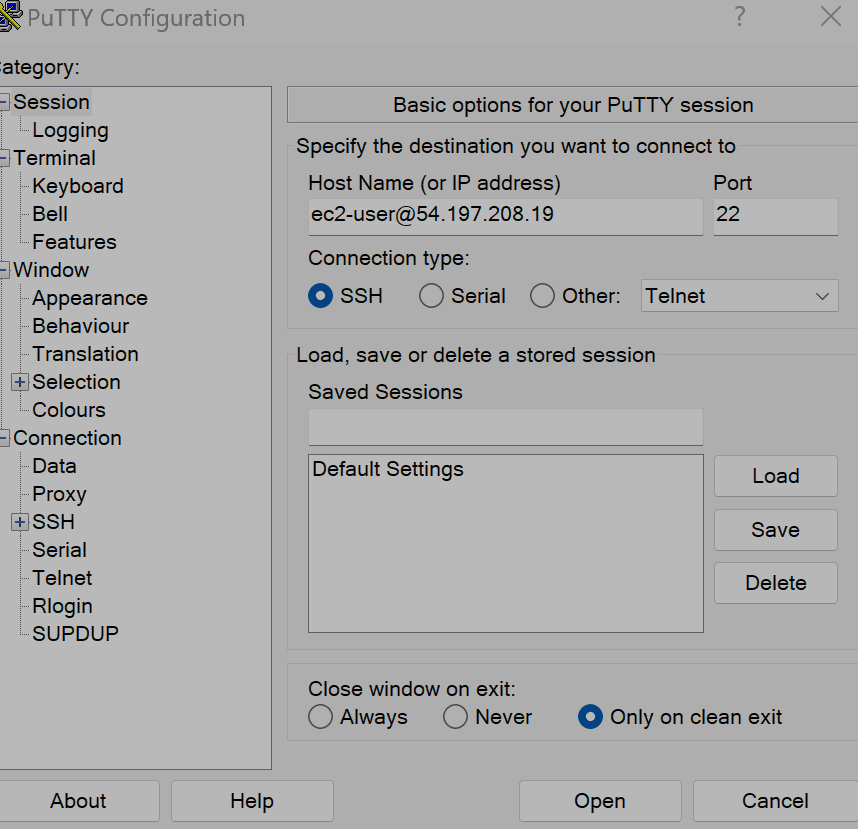 PuTTY Configuration
?
ategory:
Session
Logging
Terminal
Keyboard
Bell
Features
Window
Appearance
Behaviour
Translation
Selection
Colours
Connection
Data
Proxy
SSH
Serial
Telnet
Rlogin
SUPDUP
Basic options for your PuTTY session
Specify the destination you want to connect to
Host Name (or IP address) Port
ec2-user@54.197.208.19 22
Connection type:
SSH Serial Other: Telnet
Load, save or delete a stored session
Saved Sessions
Default Settings
Load
Save
Delete
Close window on exit:
Always Never Only on clean exit
About Help Open Cancel